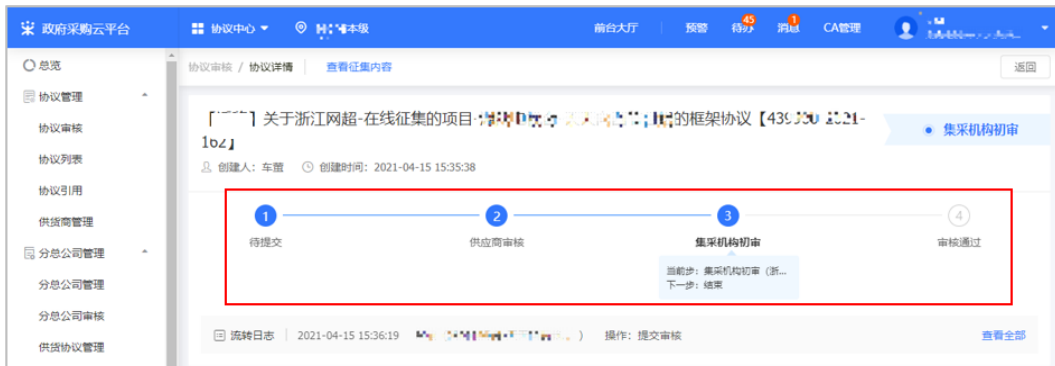 政府采购云平台 协议中心 本级 前台大厅 预警 待办 45 消息 1 CA管理
总览
协议审核 / 协议详情 查看征集内容 返回
协议管理
协议审核
协议列表
协议引用
供货商管理
分总公司管理
分总公司管理
分总公司审核
供货协议管理
关于浙江网超-在线征集的项目 的框架协议 集采机构初审
创建人：车萤 创建时间：2021-04-15 15:35:38
1 2 3 4
待提交 供应商审核 集采机构初审 审核通过
当前步：集采机构初审（浙...
下一步：结束
流转日志 2021-04-15 15:36:19 ） 操作：提交审核 查看全部